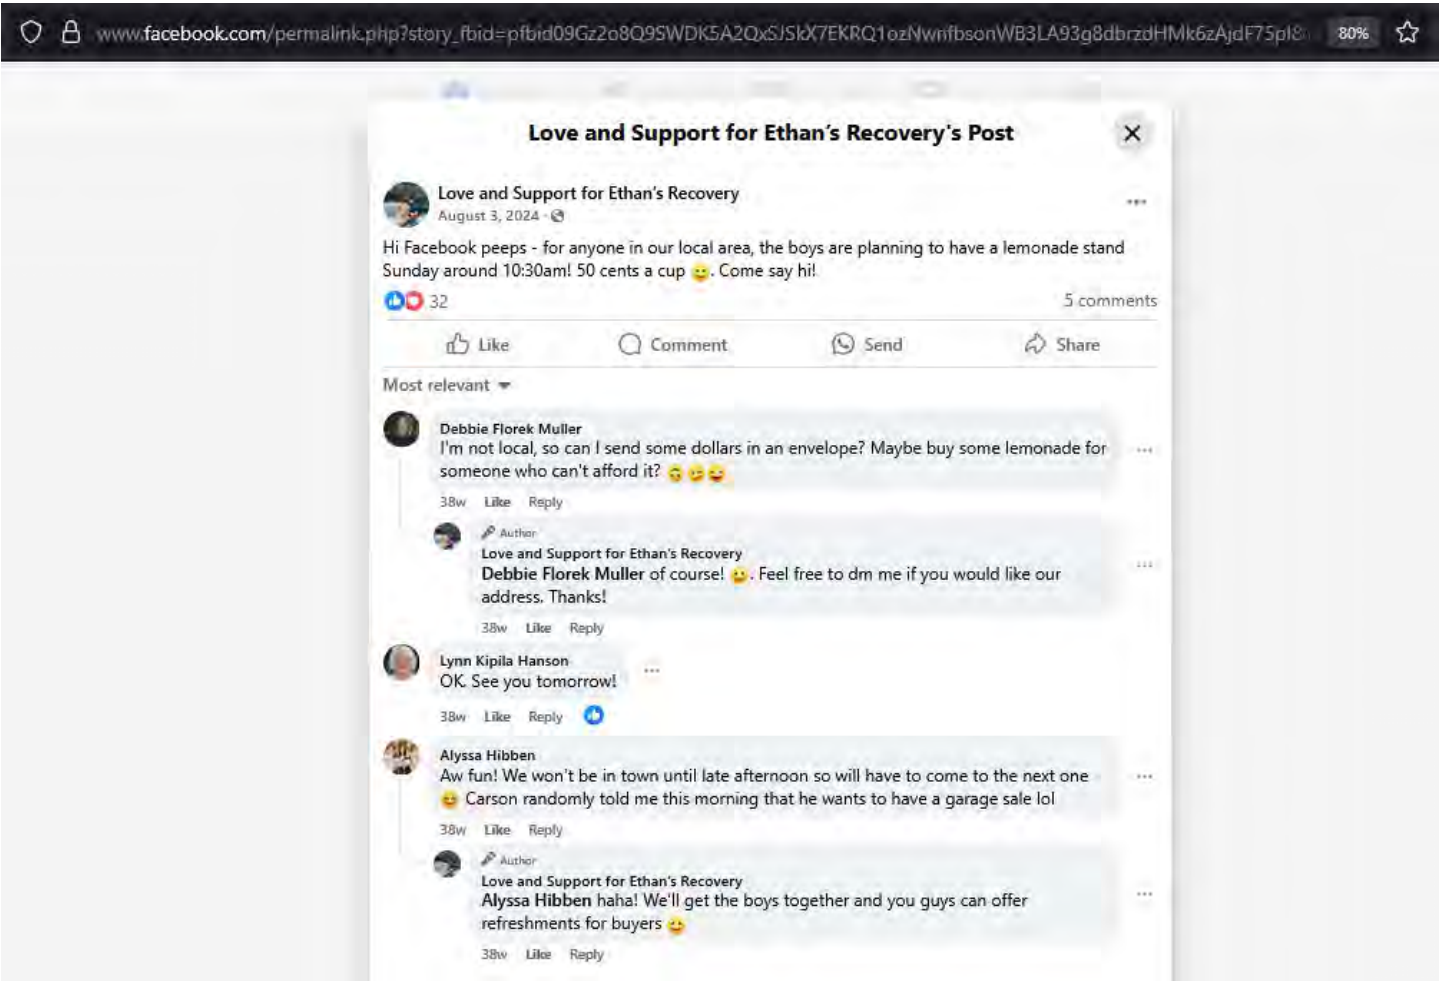 www.facebook.com/permalink.php?story_fbid=pfbid09Gz2o8Q9SWDK5A2QxSJSkX7EKRQ1ozNwnfbsonWB3LA93g8dbrzdHMk6zAjdF75pl8
80%
Love and Support for Ethan's Recovery's Post
Love and Support for Ethan's Recovery
August 3, 2024 ·
Hi Facebook peeps - for anyone in our local area, the boys are planning to have a lemonade stand
Sunday around 10:30am! 50 cents a cup 😀. Come say hi!
32
5 comments
Like Comment Send Share
Most relevant
Debbie Florek Muller
I'm not local, so can I send some dollars in an envelope? Maybe buy some lemonade for
someone who can't afford it? 🙃🤣😄
38w Like Reply
Author
Love and Support for Ethan's Recovery
Debbie Florek Muller of course! 😀. Feel free to dm me if you would like our
address. Thanks!
38w Like Reply
Lynn Kipila Hanson
OK. See you tomorrow!
38w Like Reply
Alyssa Hibben
Aw fun! We won't be in town until late afternoon so will have to come to the next one
😄 Carson randomly told me this morning that he wants to have a garage sale lol
38w Like Reply
Author
Love and Support for Ethan's Recovery
Alyssa Hibben haha! We'll get the boys together and you guys can offer
refreshments for buyers 😀
38w Like Reply